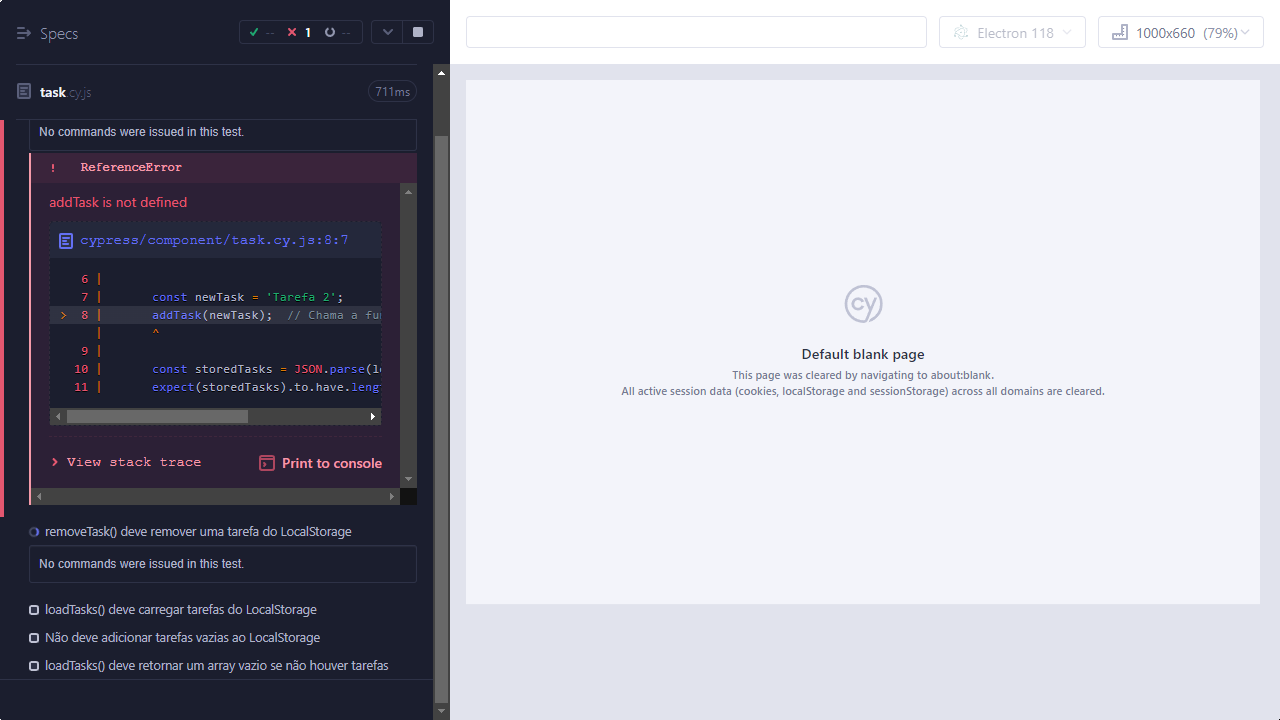 Specs
--
1
--
Electron 118
1000x660 (79%)
task.cy.js
711ms
No commands were issued in this test.
! ReferenceError
addTask is not defined
cypress/component/task.cy.js:8:7
6 |
7 | const newTask = 'Tarefa 2';
> 8 | addTask(newTask); // Chama a fu
| ^
9 |
10 | const storedTasks = JSON.parse(l
11 | expect(storedTasks).to.have.leng
View stack trace
Print to console
removeTask() deve remover uma tarefa do LocalStorage
No commands were issued in this test.
loadTasks() deve carregar tarefas do LocalStorage
Não deve adicionar tarefas vazias ao LocalStorage
loadTasks() deve retornar um array vazio se não houver tarefas
cy
Default blank page
This page was cleared by navigating to about:blank.
All active session data (cookies, localStorage and sessionStorage) across all domains are cleared.